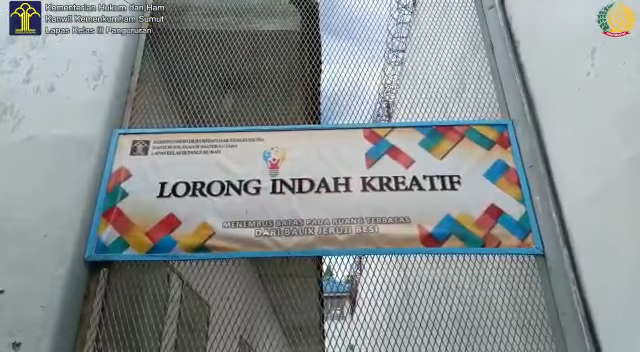 Kementerian Hukum dan Ham
Kanwil Kemenkumham Sumut
Lapas Kelas III Pangururan
LORONG INDAH KREATIF
MENEMBUS BATAS PADA RUANG TERBATAS
DARI BALIK JERUJI BESI